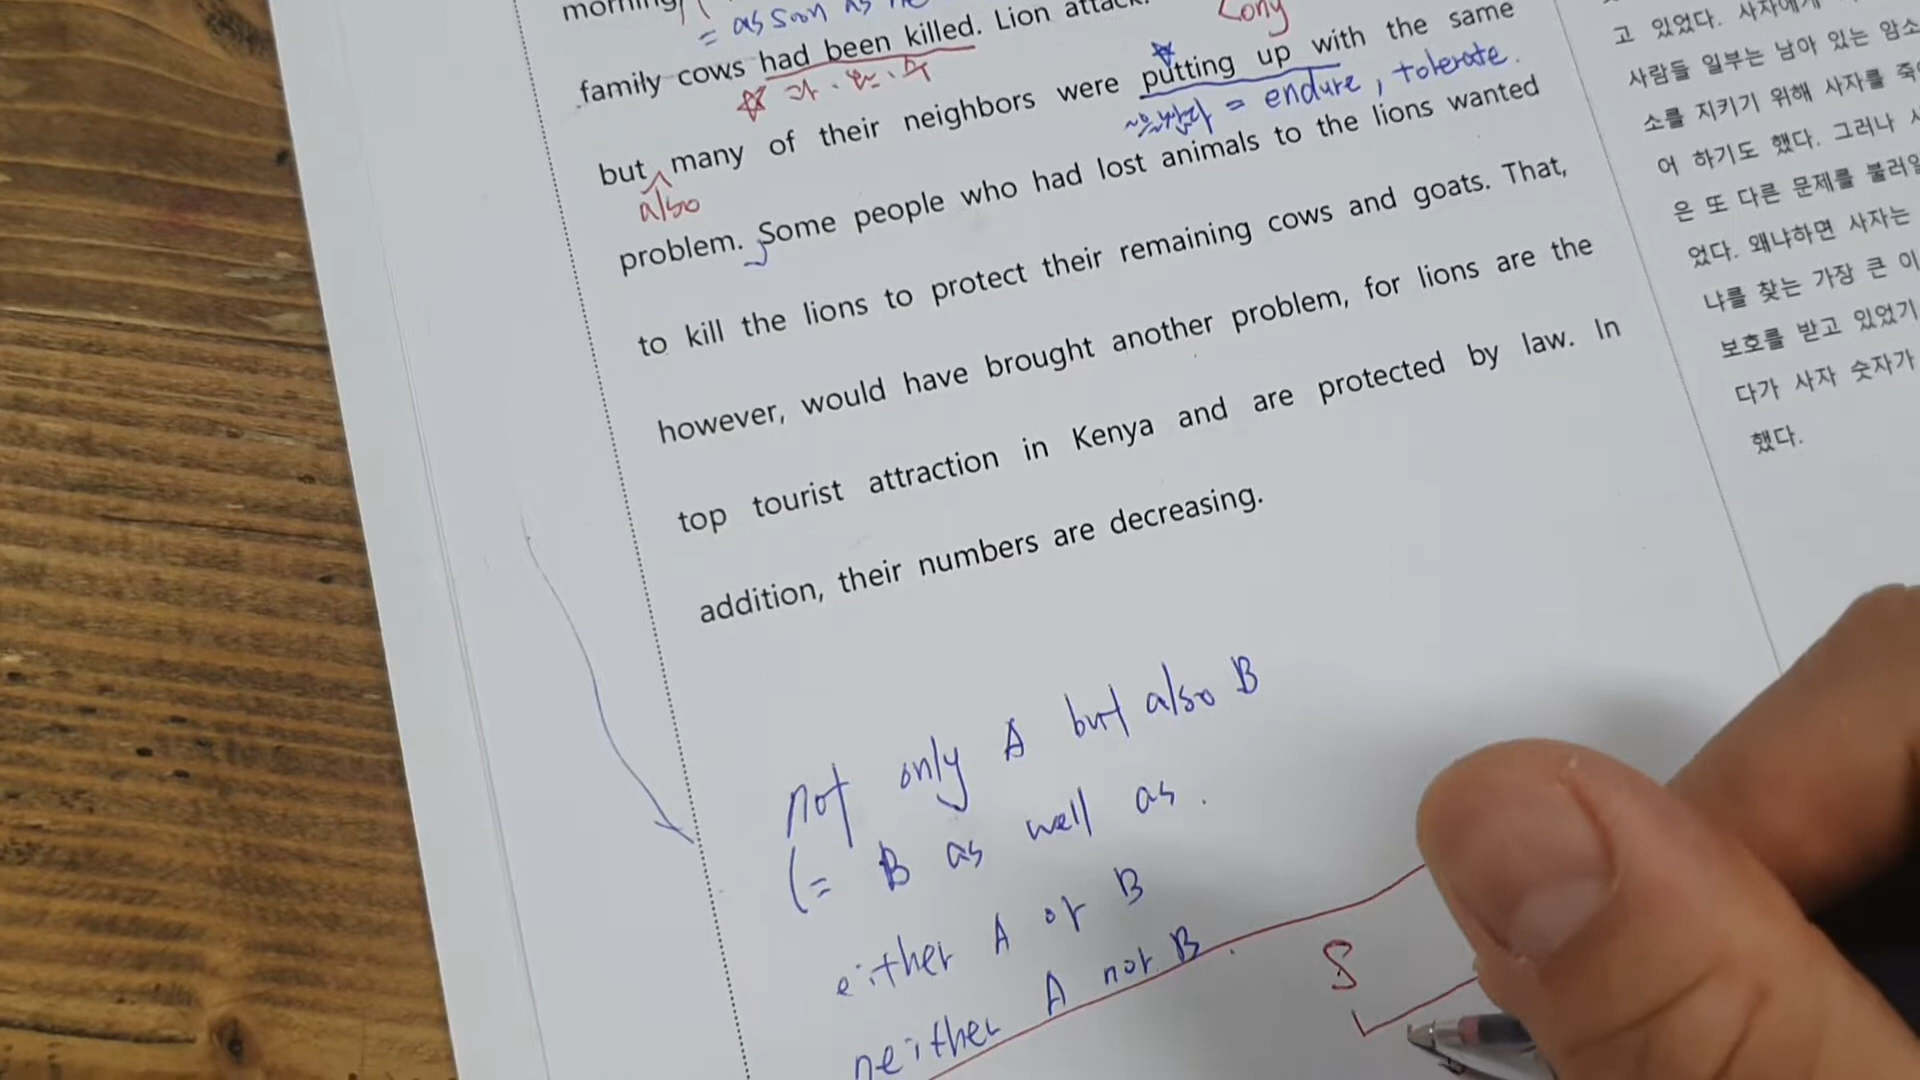 morning
= as soon as
family cows had been killed. Lion attack
☆ 과·완·수
Cony
but many of their neighbors were putting up with the same
also
= endure, tolerate.
problem. Some people who had lost animals to the lions wanted
to kill the lions to protect their remaining cows and goats. That,
however, would have brought another problem, for lions are the
top tourist attraction in Kenya and are protected by law. In
addition, their numbers are decreasing.
not only A but also B
(= B as well as.
either A or B
neither A nor B.
S
고 있었다. 사자에게
사람들 일부는 남아 있는 암소
소를 지키기 위해 사자를 죽
어 하기도 했다. 그러나
은 또 다른 문제를 불러일
었다. 왜냐하면 사자는
냐를 찾는 가장 큰 이
보호를 받고 있었기
다가 사자 숫자가
했다.